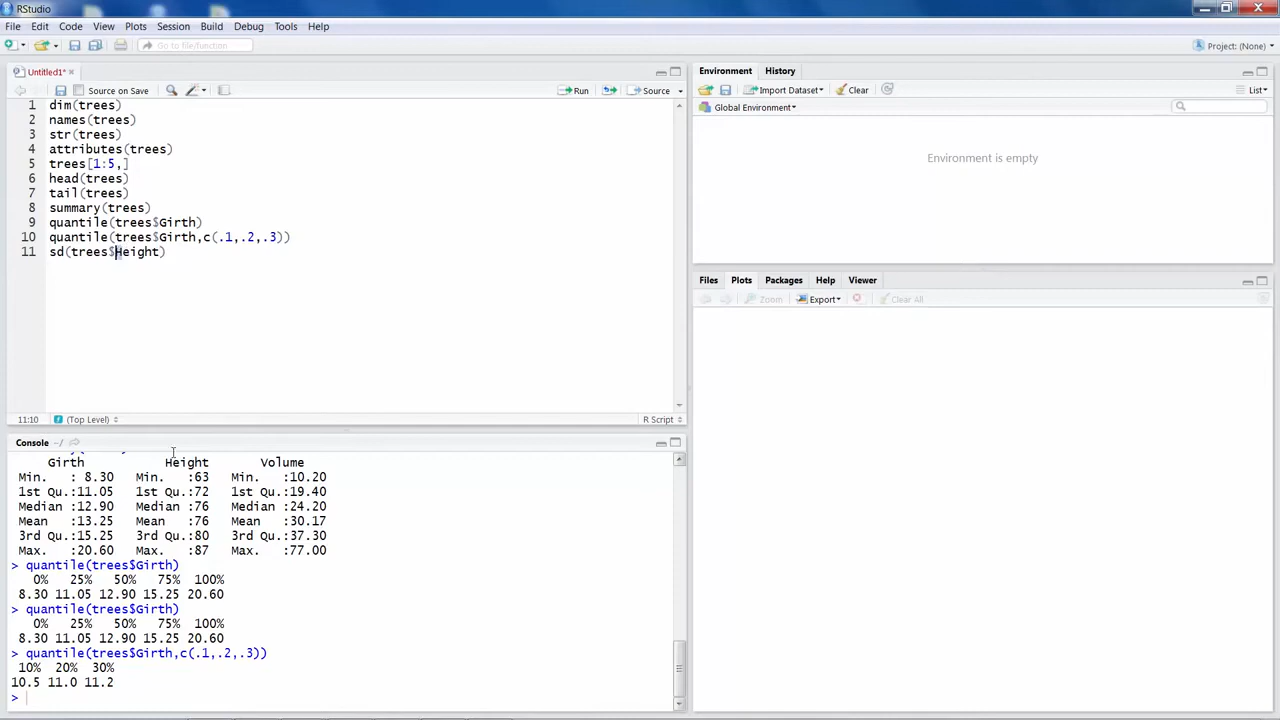 RStudio
File Edit Code View Plots Session Build Debug Tools Help
Go to file/function
Project: (None)
Untitled1*
Source on Save
Run
Source
1 dim(trees)
2 names(trees)
3 str(trees)
4 attributes(trees)
5 trees[1:5,]
6 head(trees)
7 tail(trees)
8 summary(trees)
9 quantile(trees$Girth)
10 quantile(trees$Girth,c(.1,.2,.3))
11 sd(trees$Height)
11:10 (Top Level) R Script
Console ~/
Girth Height Volume
Min. : 8.30 Min. :63 Min. :10.20
1st Qu.:11.05 1st Qu.:72 1st Qu.:19.40
Median :12.90 Median :76 Median :24.20
Mean :13.25 Mean :76 Mean :30.17
3rd Qu.:15.25 3rd Qu.:80 3rd Qu.:37.30
Max. :20.60 Max. :87 Max. :77.00
> quantile(trees$Girth)
0% 25% 50% 75% 100%
8.30 11.05 12.90 15.25 20.60
> quantile(trees$Girth)
0% 25% 50% 75% 100%
8.30 11.05 12.90 15.25 20.60
> quantile(trees$Girth,c(.1,.2,.3))
10% 20% 30%
10.5 11.0 11.2
>
Environment History
Import Dataset Clear List
Global Environment
Environment is empty
Files Plots Packages Help Viewer
Zoom Export Clear All